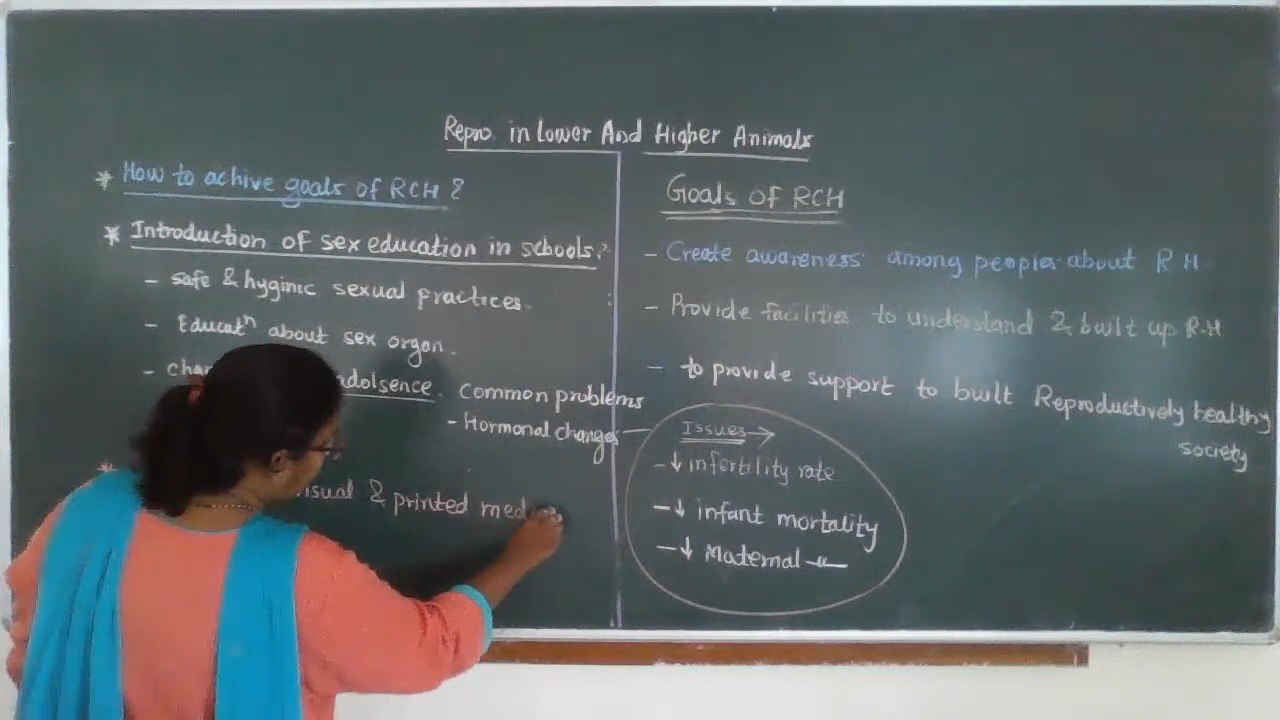 Repro. in Lower And Higher Animals
* How to achive goals of RCH ?
* Introduction of sex education in schools.
- safe & hyginic sexual practices.
- Educatⁿ about sex organ.
- adolsence. Common problems
- Hormonal changes
* & printed
Goals OF RCH
- Create awareness among peoples about R H
- Provide facilities to understand & built up R.H
- to provide support to built Reproductively healthy
society
Issues →
- ↓ infertility rate
- ↓ infant mortality
- ↓ Maternal -〃-